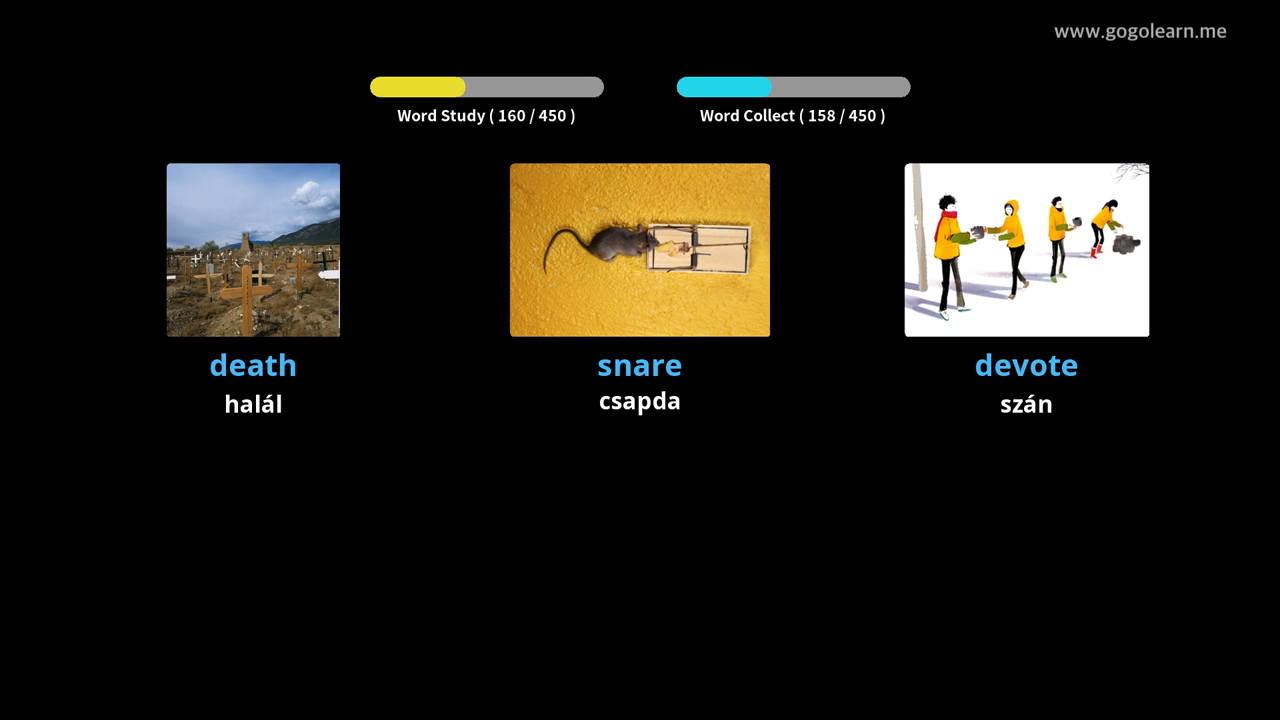 www.gogolearn.me
Word Study ( 160 / 450 )
Word Collect ( 158 / 450 )
death
halál
snare
csapda
devote
szán